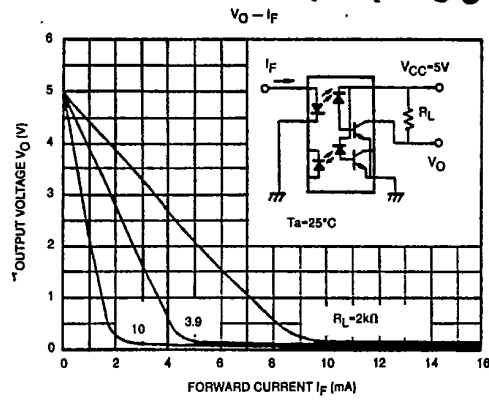 VO – IF
OUTPUT VOLTAGE VO (V)
6
5
4
3
2
1
0
IF
VCC=5V
RL
VO
Ta=25°C
10
3.9
RL=2kΩ
0 2 4 6 8 10 12 14 16
FORWARD CURRENT IF (mA)